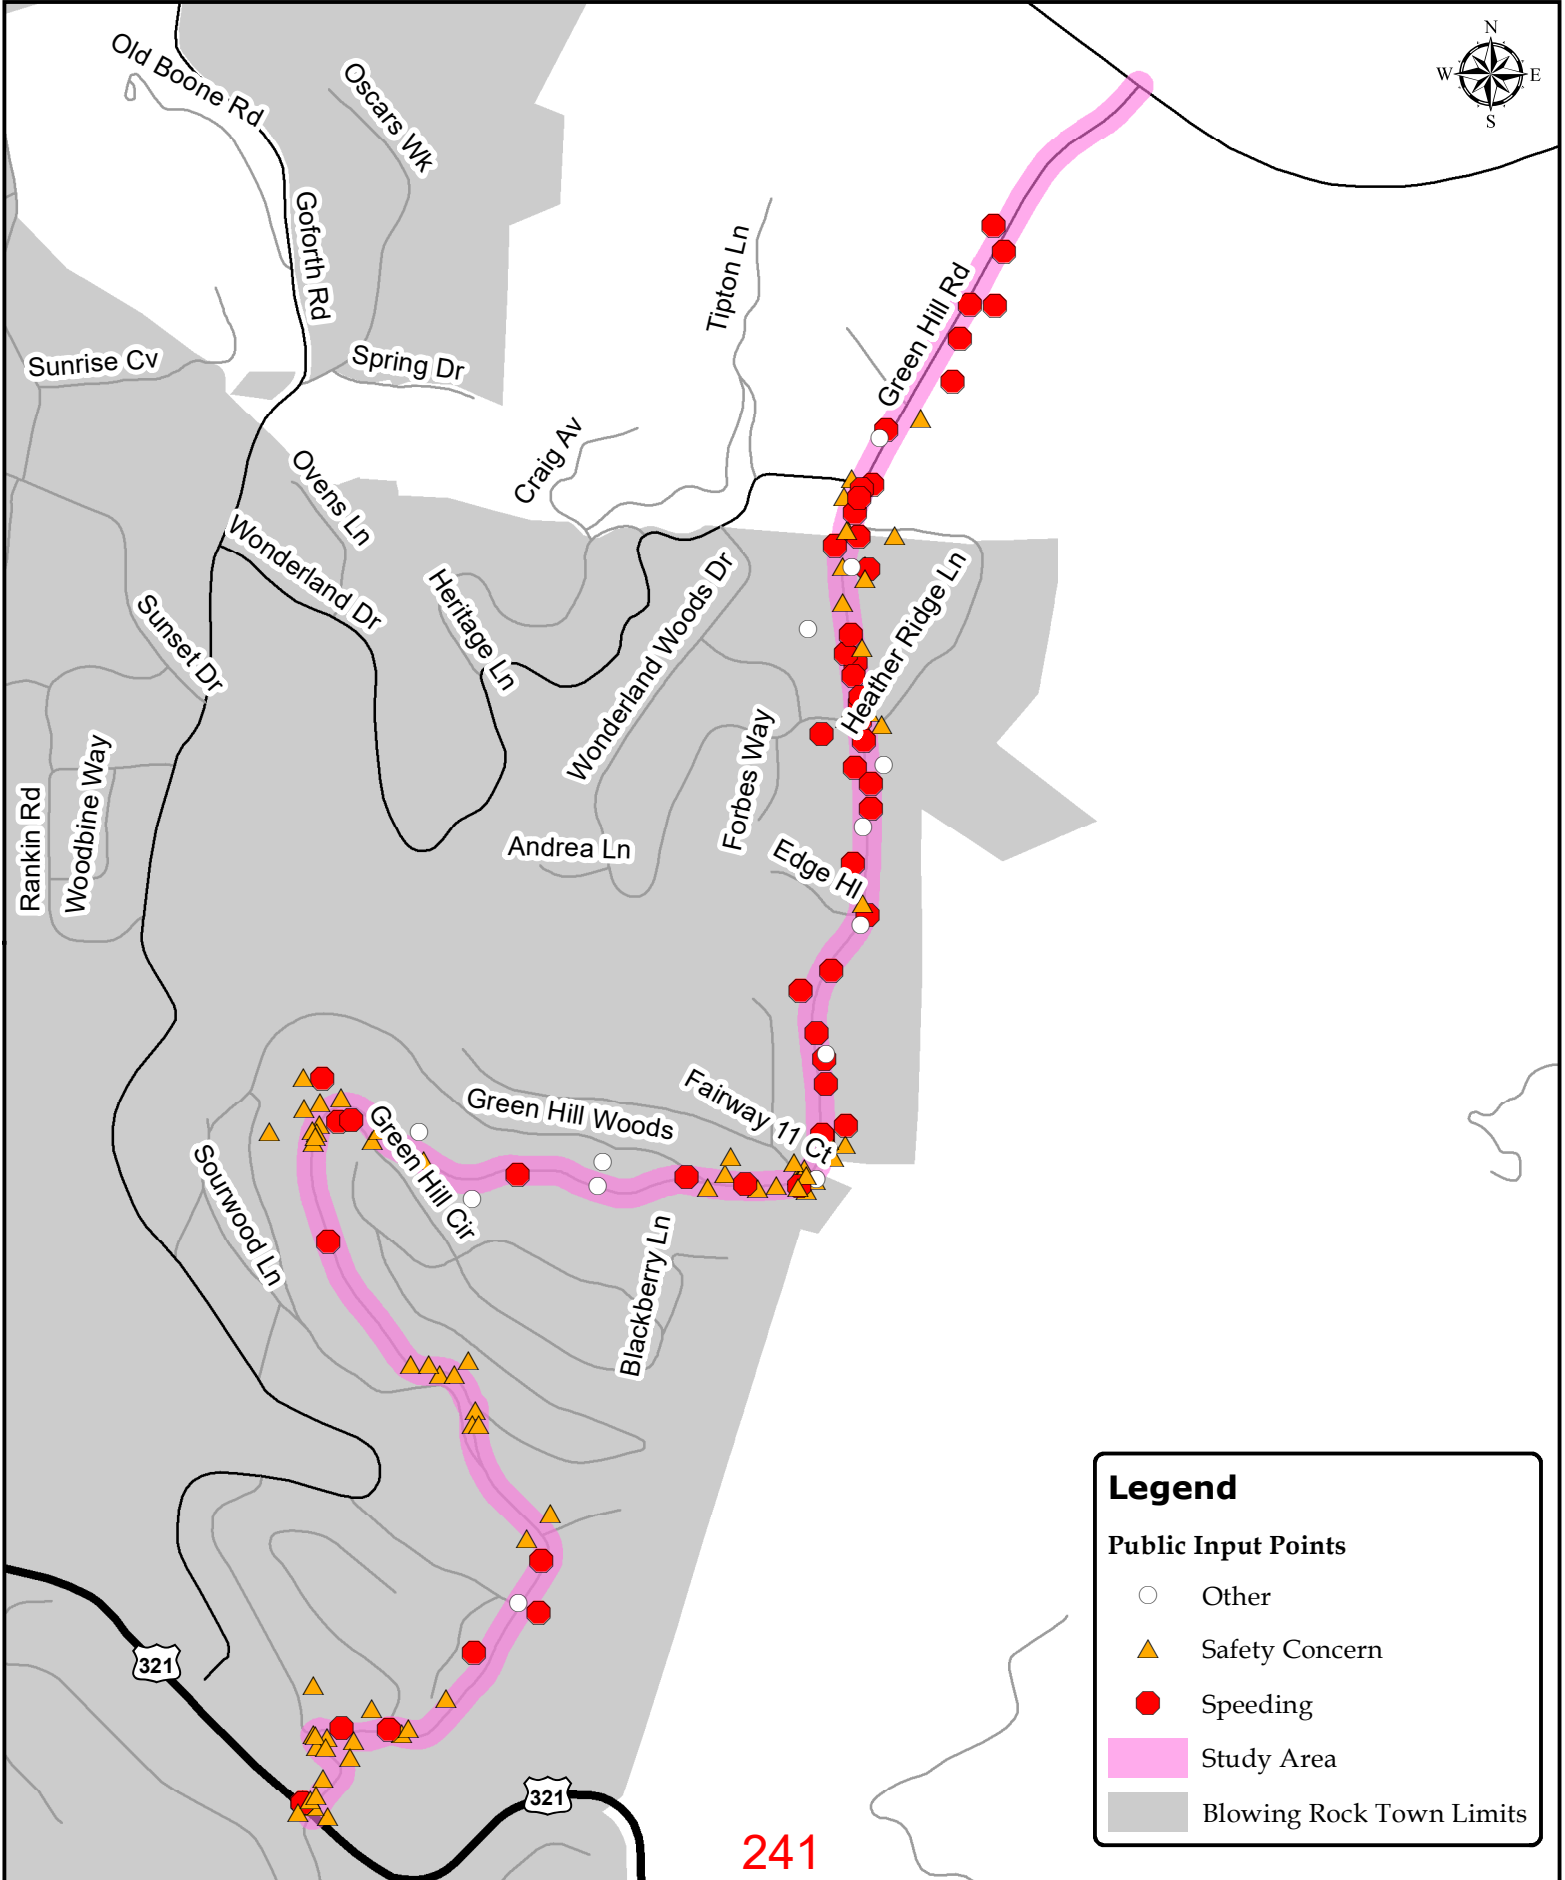 N
W E
S
Old Boone Rd
Oscars Wk
Goforth Rd
Tipton Ln
Green Hill Rd
Sunrise Cv
Spring Dr
Craig Av
Ovens Ln
Wonderland Dr
Heritage Ln
Wonderland Woods Dr
Heather Ridge Ln
Sunset Dr
Forbes Way
Rankin Rd
Woodbine Way
Andrea Ln
Edge Hl
Green Hill Woods
Fairway 11 Ct
Green Hill Cir
Sourwood Ln
Blackberry Ln
321
321
241
Legend
Public Input Points
Other
Safety Concern
Speeding
Study Area
Blowing Rock Town Limits